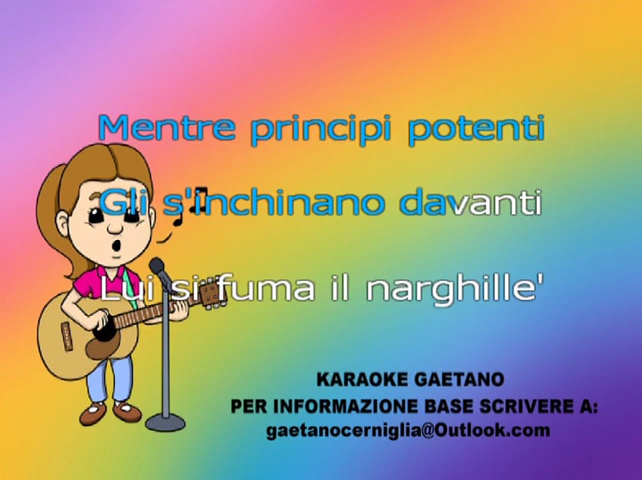 Mentre principi potenti
Gli s'inchinano davanti
Lui si fuma il narghille'
KARAOKE GAETANO
PER INFORMAZIONE BASE SCRIVERE A:
gaetanocerniglia@Outlook.com